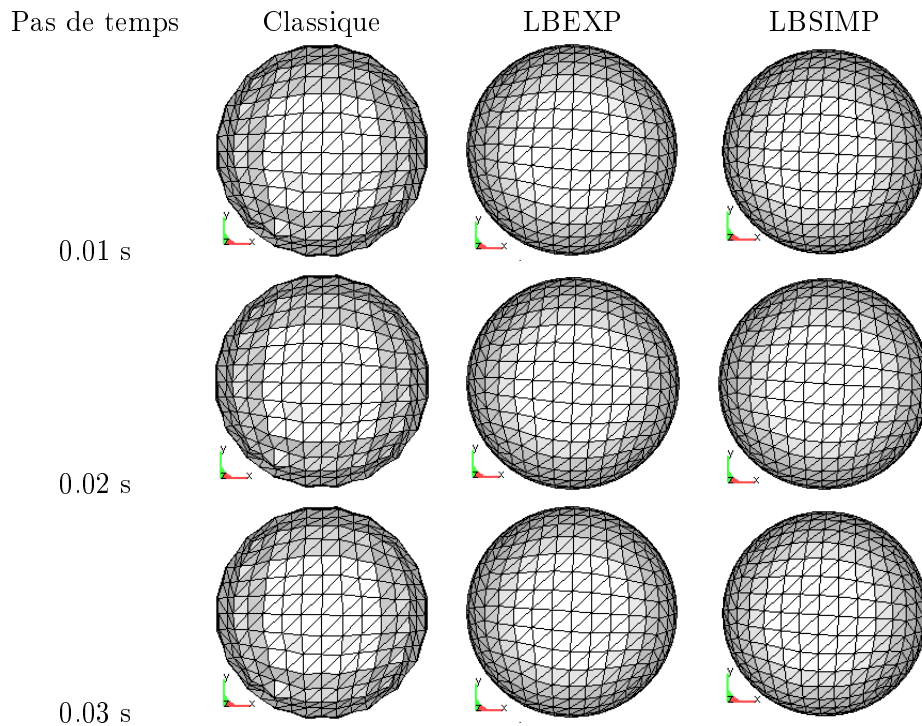 Pas de temps Classique LBEXP LBSIMP
y
z x
y
z x
y
z x
0.01 s
y
z x
y
z x
y
z x
0.02 s
y
z x
y
z x
y
z x
0.03 s